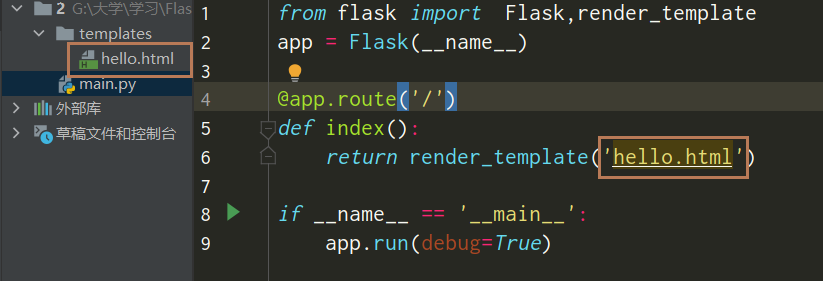 2 G:\大学\学习\Flas
templates
hello.html
main.py
外部库
草稿文件和控制台
1 from flask import Flask,render_template
2 app = Flask(__name__)
3
4 @app.route('/')
5 def index():
6 return render_template('hello.html')
7
8 if __name__ == '__main__':
9 app.run(debug=True)